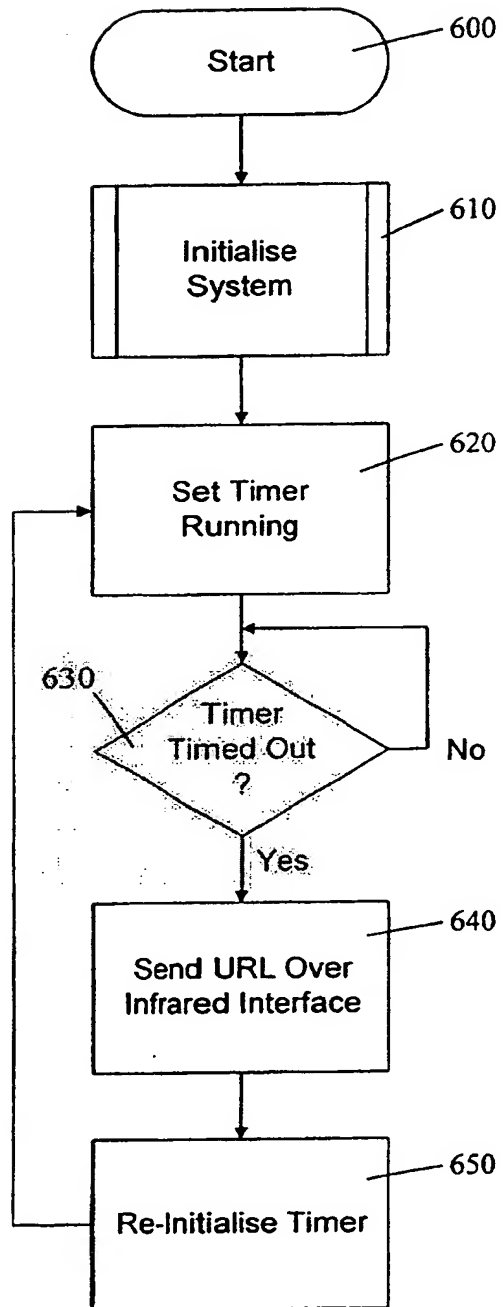 Start
600
Initialise
System
610
Set Timer
Running
620
630
Timer
Timed Out
?
No
Yes
Send URL Over
Infrared Interface
640
Re-Initialise Timer
650